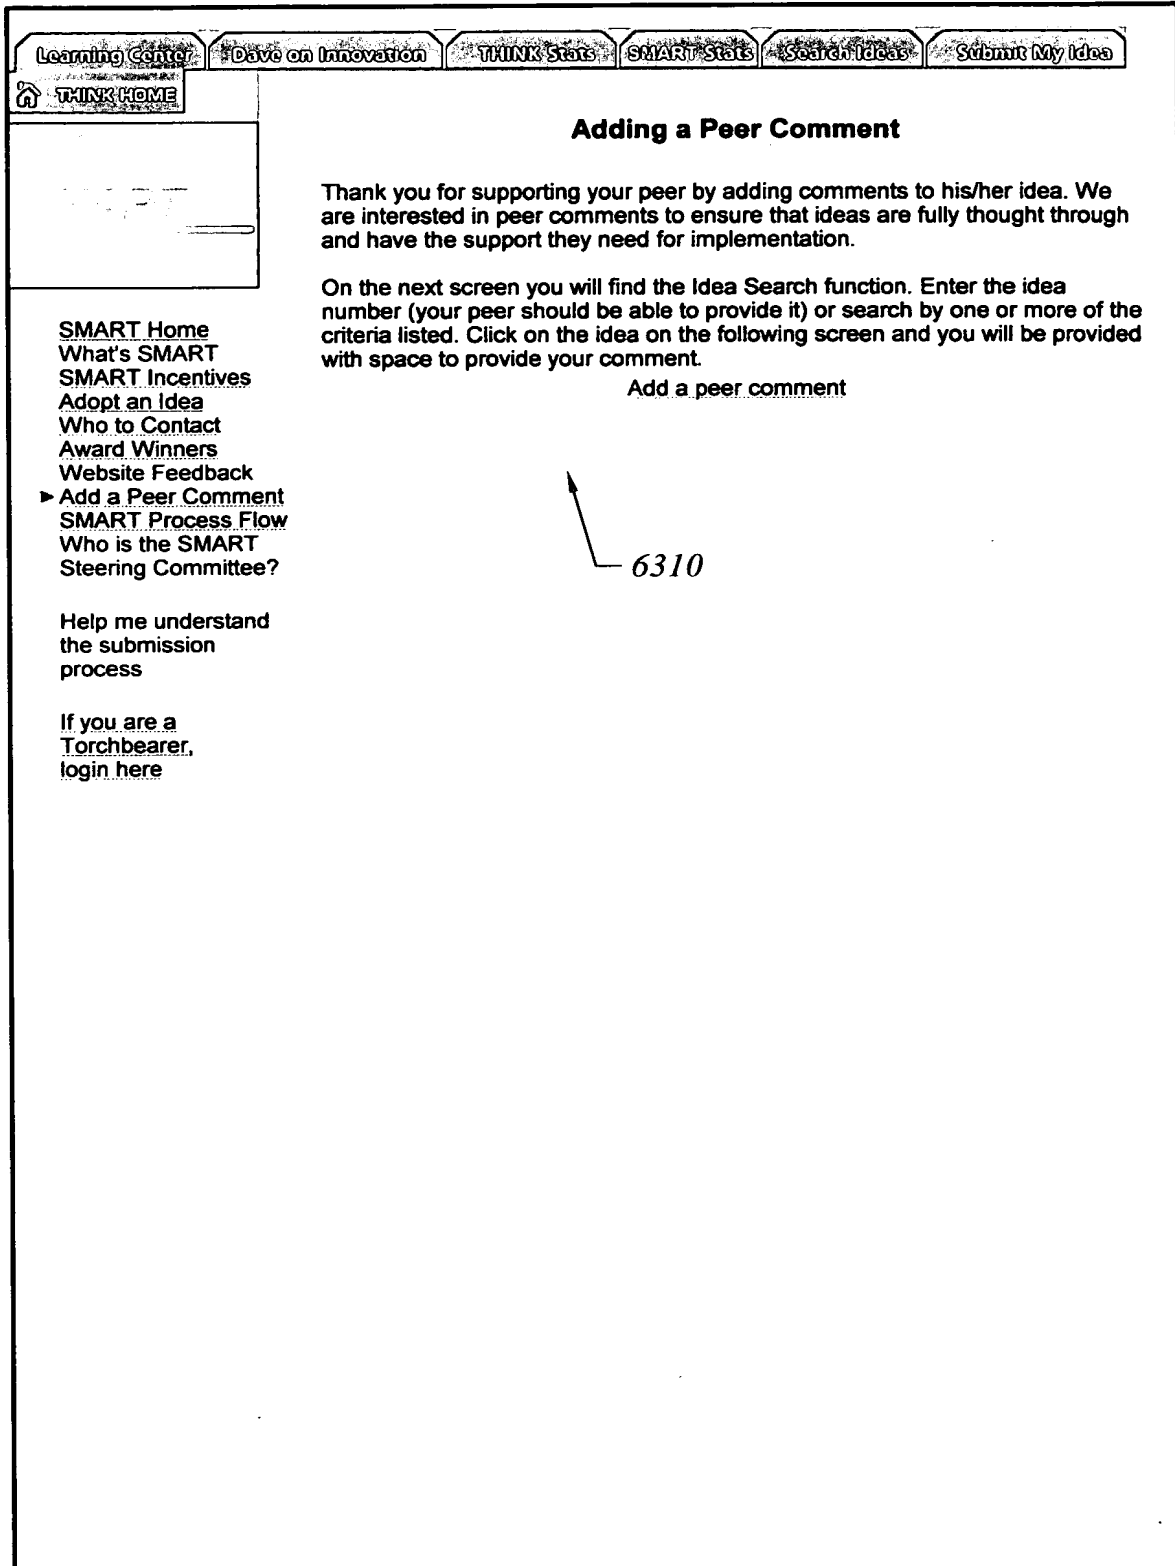 Learning Center Dave on Innovation THINK Stats SMART Stats Search Ideas Submit My Idea
THINK HOME
Adding a Peer Comment
Thank you for supporting your peer by adding comments to his/her idea. We
are interested in peer comments to ensure that ideas are fully thought through
and have the support they need for implementation.
On the next screen you will find the Idea Search function. Enter the idea
number (your peer should be able to provide it) or search by one or more of the
criteria listed. Click on the idea on the following screen and you will be provided
with space to provide your comment.
Add a peer comment
6310
SMART Home
What's SMART
SMART Incentives
Adopt an Idea
Who to Contact
Award Winners
Website Feedback
Add a Peer Comment
SMART Process Flow
Who is the SMART
Steering Committee?
Help me understand
the submission
process
If you are a
Torchbearer,
login here